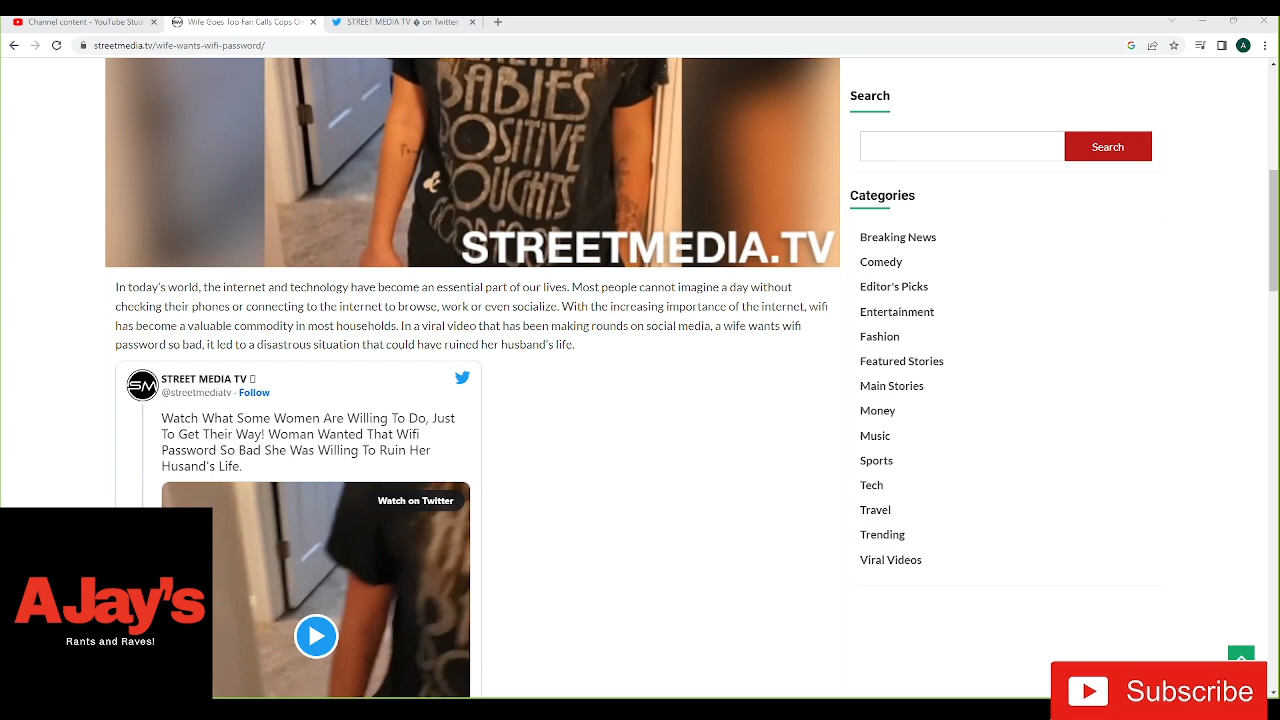 Channel content - YouTube Stud
Wife Goes Too Far: Calls Cops O
STREET MEDIA TV � on Twitter:
streetmedia.tv/wife-wants-wifi-password/
A
BABIES
POSITIVE
STREETMEDIA.TV
In today's world, the internet and technology have become an essential part of our lives. Most people cannot imagine a day without
checking their phones or connecting to the internet to browse, work or even socialize. With the increasing importance of the internet, wifi
has become a valuable commodity in most households. In a viral video that has been making rounds on social media, a wife wants wifi
password so bad, it led to a disastrous situation that could have ruined her husband's life.
SM
STREET MEDIA TV
@streetmediatv · Follow
Watch What Some Women Are Willing To Do, Just
To Get Their Way! Woman Wanted That Wifi
Password So Bad She Was Willing To Ruin Her
Husand's Life.
Watch on Twitter
Search
Search
Categories
Breaking News
Comedy
Editor's Picks
Entertainment
Fashion
Featured Stories
Main Stories
Money
Music
Sports
Tech
Travel
Trending
Viral Videos
AJay's
Rants and Raves!
Subscribe